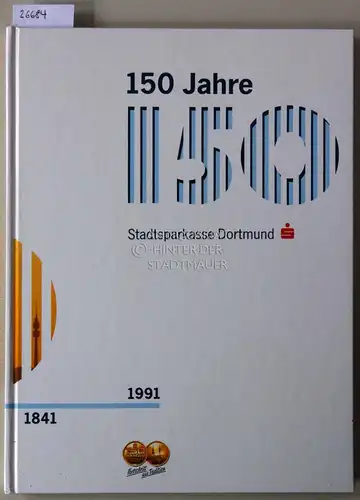 26684
150 Jahre
150
Stadtsparkasse Dortmund
© HINTER DER
STADTMAUER
1991
1841